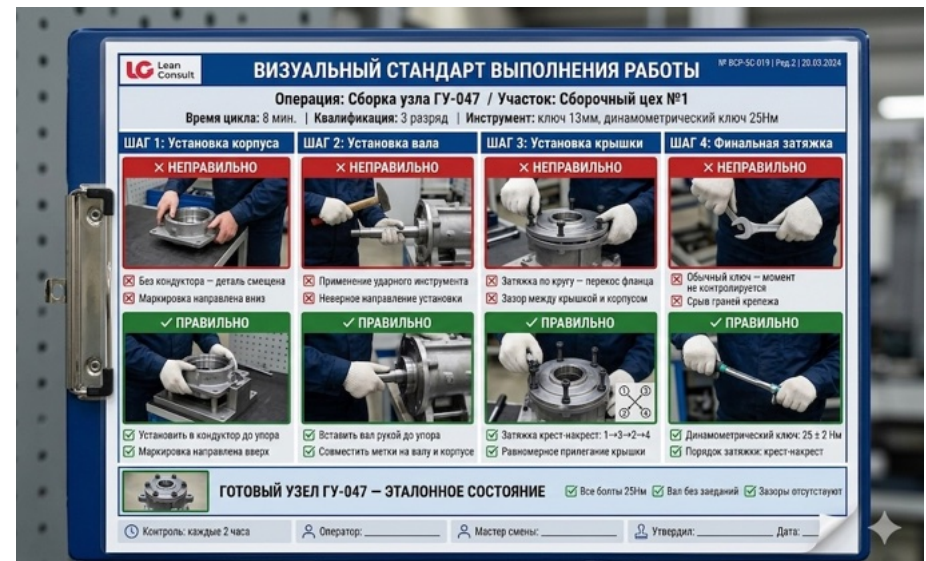 LC Lean Consult
ВИЗУАЛЬНЫЙ СТАНДАРТ ВЫПОЛНЕНИЯ РАБОТЫ
№ ВСР-SC-019 | Ред.2 | 20.03.2024
Операция: Сборка узла ГУ-047 / Участок: Сборочный цех №1
Время цикла: 8 мин. | Квалификация: 3 разряд | Инструмент: ключ 13мм, динамометрический ключ 25Нм
ШАГ 1: Установка корпуса
× НЕПРАВИЛЬНО
Без кондуктора — деталь смещена
Маркировка направлена вниз
✓ ПРАВИЛЬНО
Установить в кондуктор до упора
Маркировка направлена вверх
ШАГ 2: Установка вала
× НЕПРАВИЛЬНО
Применение ударного инструмента
Неверное направление установки
✓ ПРАВИЛЬНО
Вставить вал рукой до упора
Совместить метки на валу и корпусе
ШАГ 3: Установка крышки
× НЕПРАВИЛЬНО
Затяжка по кругу — перекос фланца
Зазор между крышкой и корпусом
✓ ПРАВИЛЬНО
1 3
2 4
Затяжка крест-накрест: 1→3→2→4
Равномерное прилегание крышки
ШАГ 4: Финальная затяжка
× НЕПРАВИЛЬНО
Обычный ключ — момент
не контролируется
Срыв граней крепежа
✓ ПРАВИЛЬНО
Динамометрический ключ: 25 ± 2 Нм
Порядок затяжки: крест-накрест
ГОТОВЫЙ УЗЕЛ ГУ-047 — ЭТАЛОННОЕ СОСТОЯНИЕ
Все болты 25Нм
Вал без заеданий
Зазоры отсутствуют
Контроль: каждые 2 часа
Оператор:
Мастер смены:
Утвердил:
Дата: